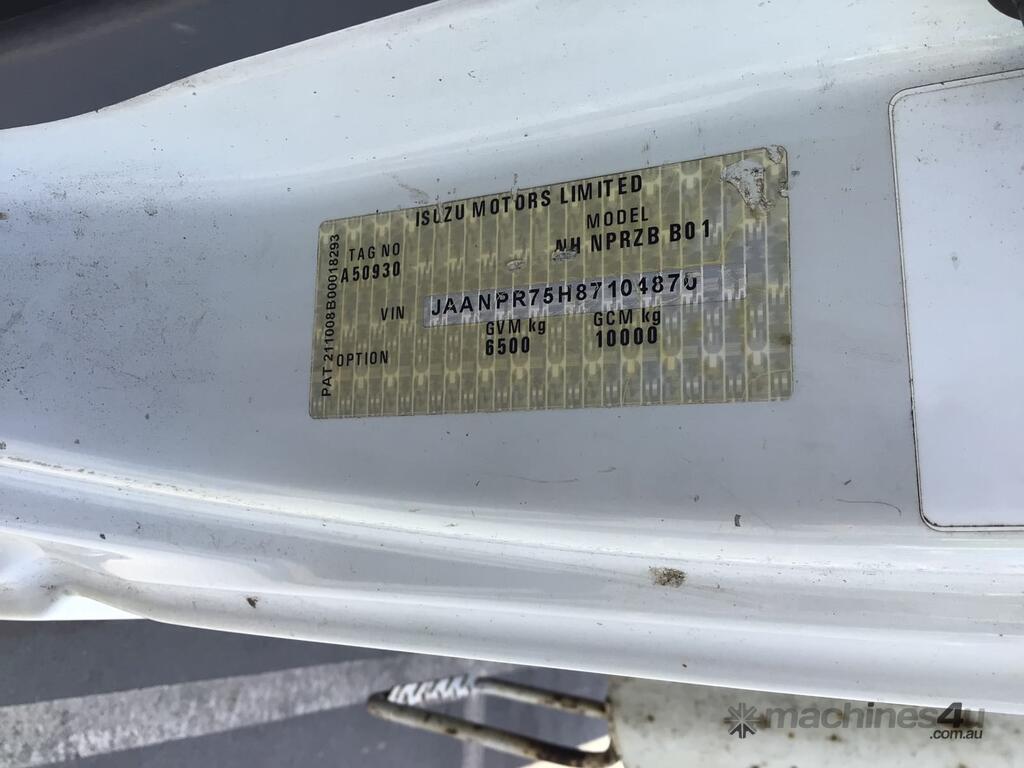 ISUZU MOTORS LIMITED
TAG NO MODEL
A50930 NH NPRZB B01
VIN JAANPR75H87104876
GVM kg GCM kg
OPTION 6500 10000
PAT 211008B00018293
machines4u
.com.au